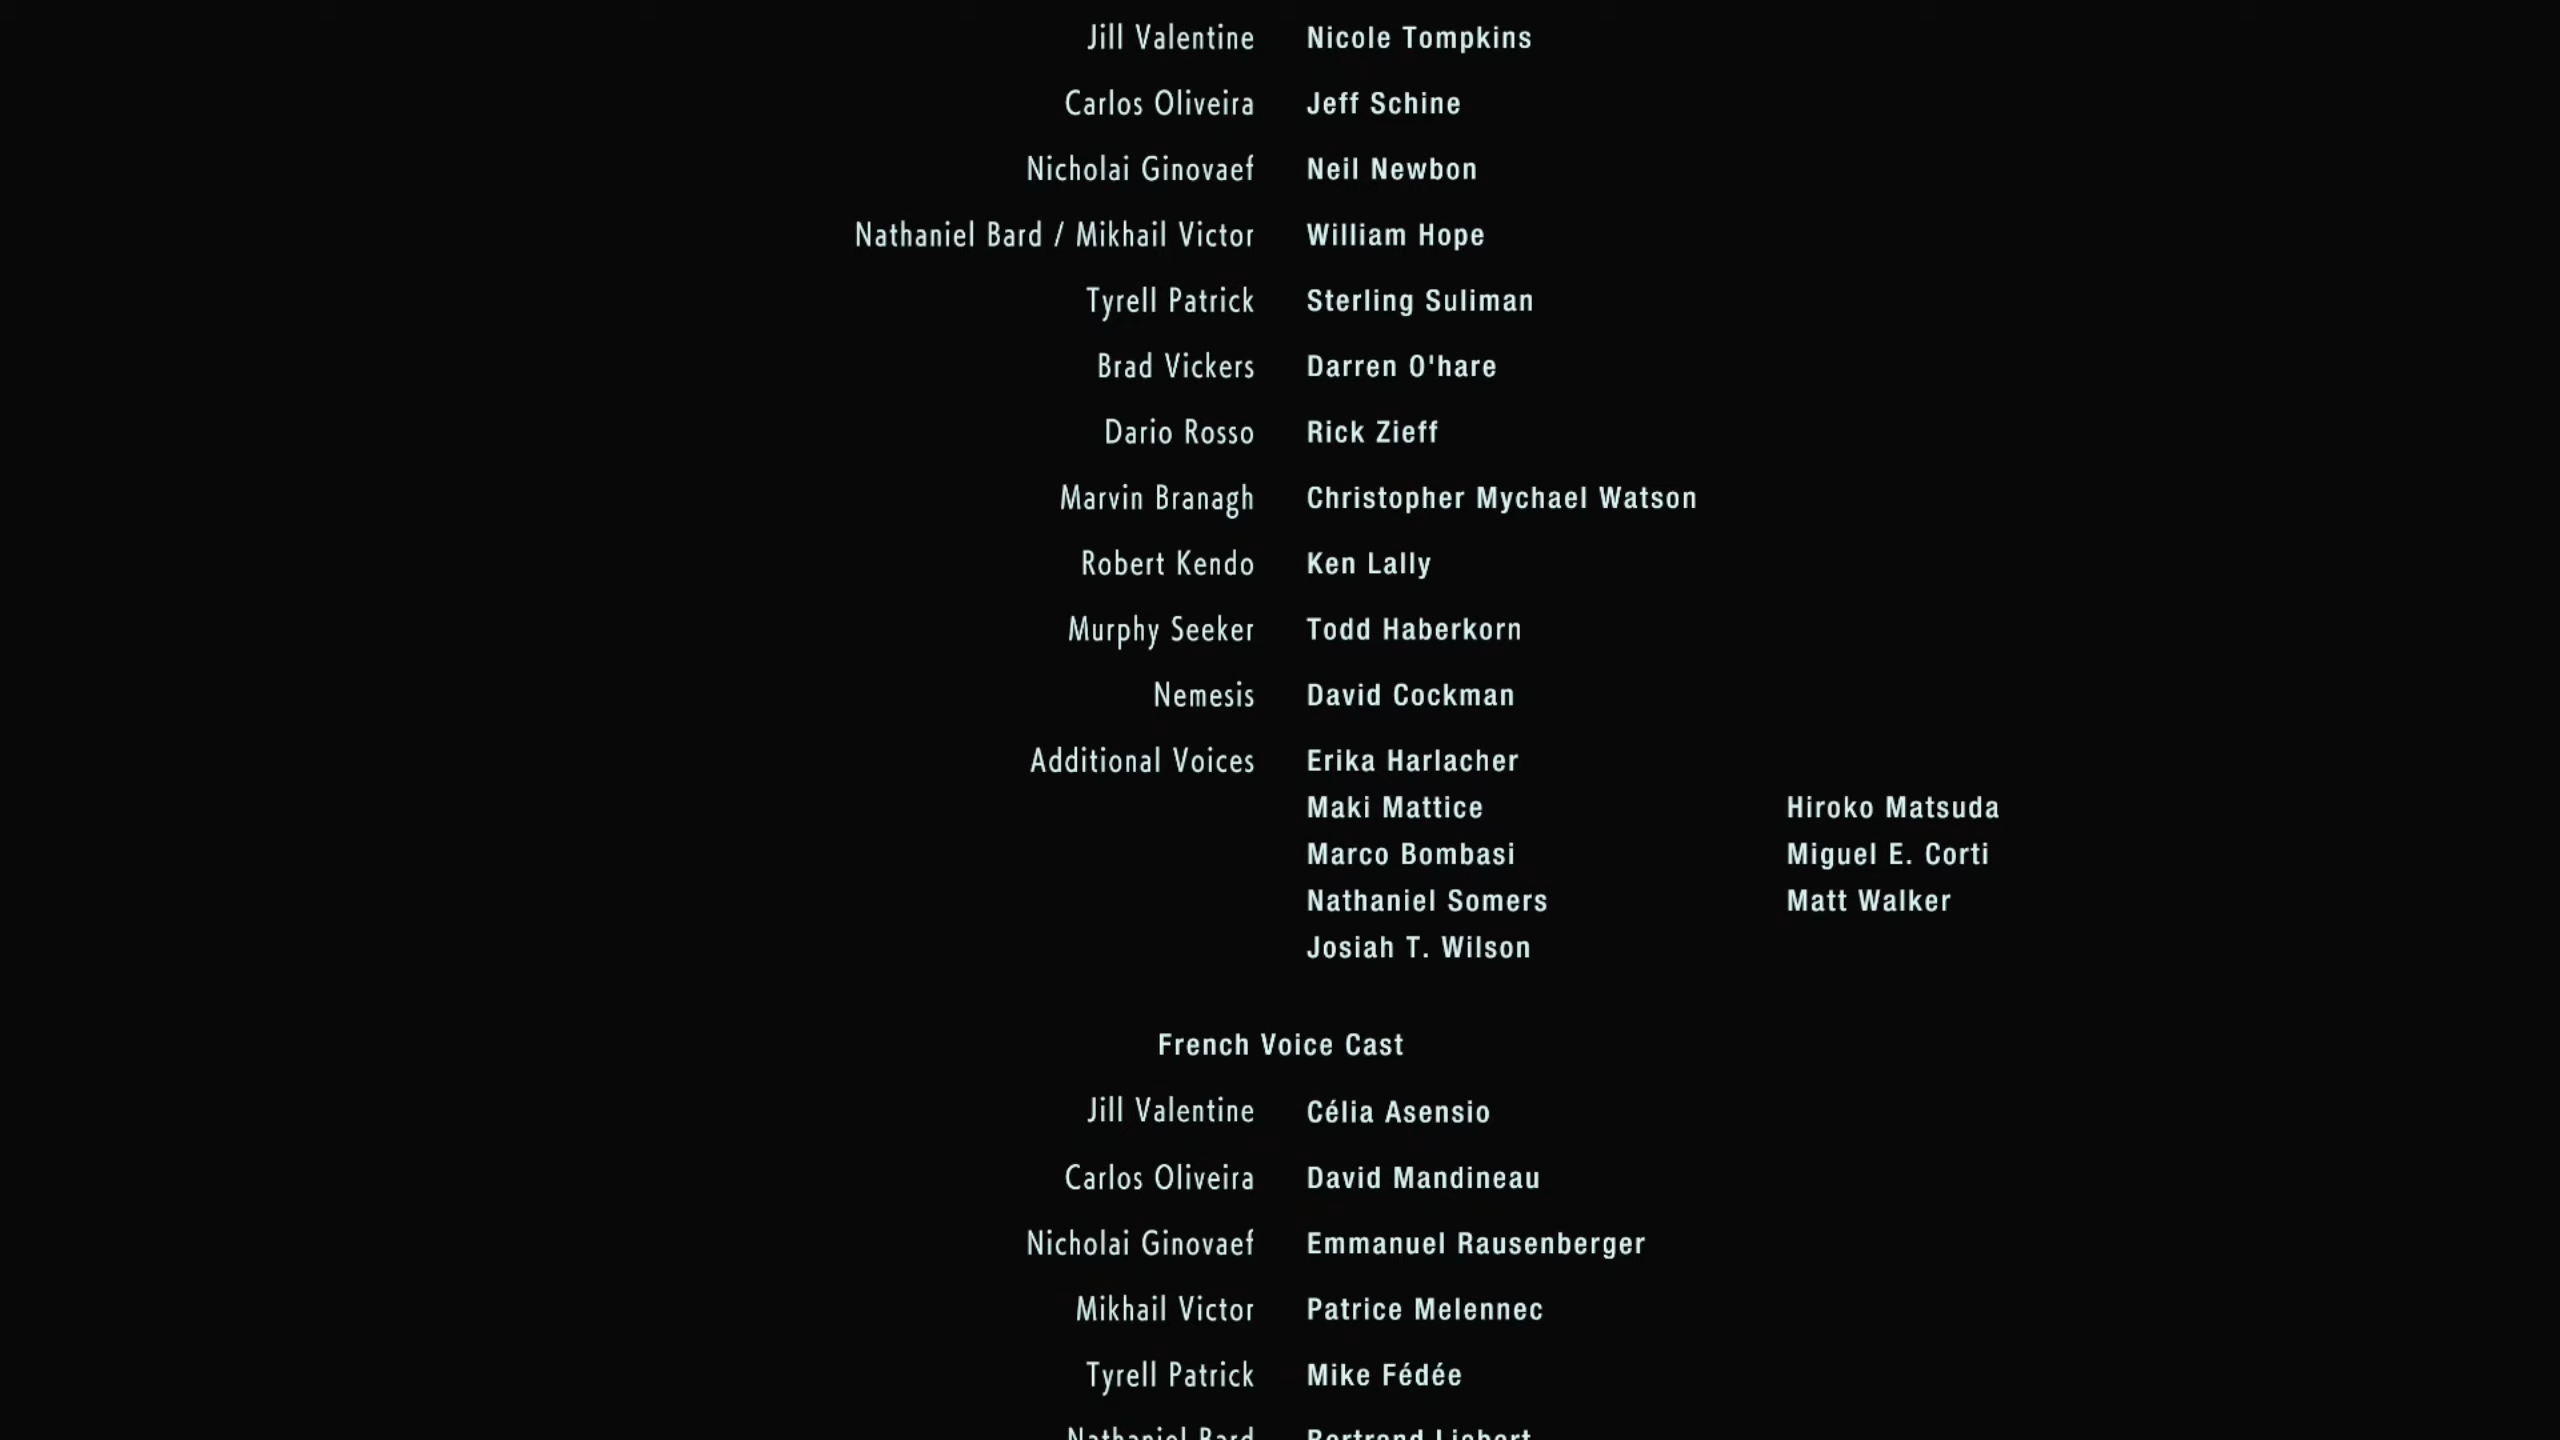 Jill Valentine Nicole Tompkins
Carlos Oliveira Jeff Schine
Nicholai Ginovaef Neil Newbon
Nathaniel Bard / Mikhail Victor William Hope
Tyrell Patrick Sterling Suliman
Brad Vickers Darren O'hare
Dario Rosso Rick Zieff
Marvin Branagh Christopher Mychael Watson
Robert Kendo Ken Lally
Murphy Seeker Todd Haberkorn
Nemesis David Cockman
Additional Voices Erika Harlacher
Maki Mattice Hiroko Matsuda
Marco Bombasi Miguel E. Corti
Nathaniel Somers Matt Walker
Josiah T. Wilson
French Voice Cast
Jill Valentine Célia Asensio
Carlos Oliveira David Mandineau
Nicholai Ginovaef Emmanuel Rausenberger
Mikhail Victor Patrice Melennec
Tyrell Patrick Mike Fédée
Nathaniel Bard Bertrand Liebert